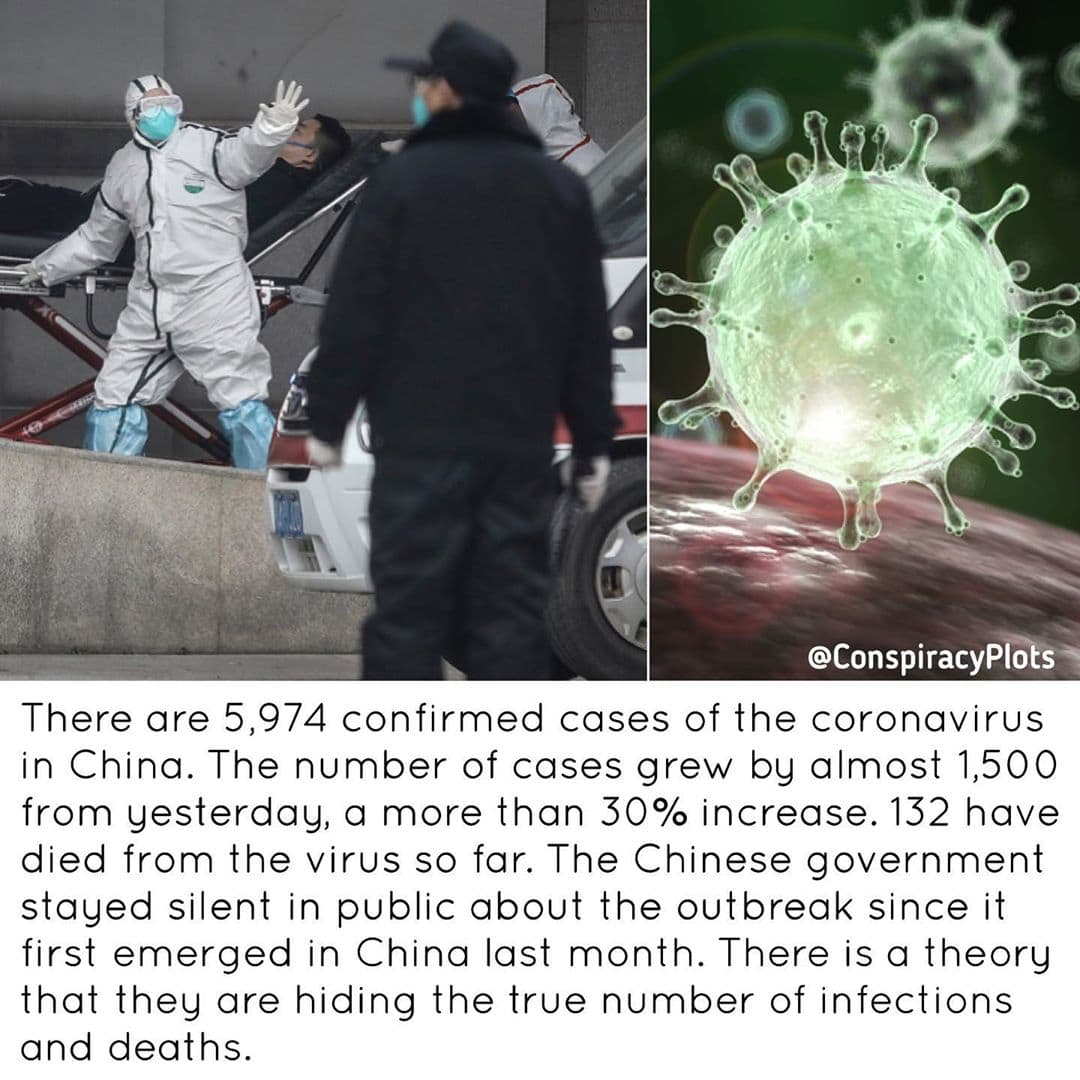 @ConspiracyPlots
There are 5,974 confirmed cases of the coronavirus
in China. The number of cases grew by almost 1,500
from yesterday, a more than 30% increase. 132 have
died from the virus so far. The Chinese government
stayed silent in public about the outbreak since it
first emerged in China last month. There is a theory
that they are hiding the true number of infections
and deaths.